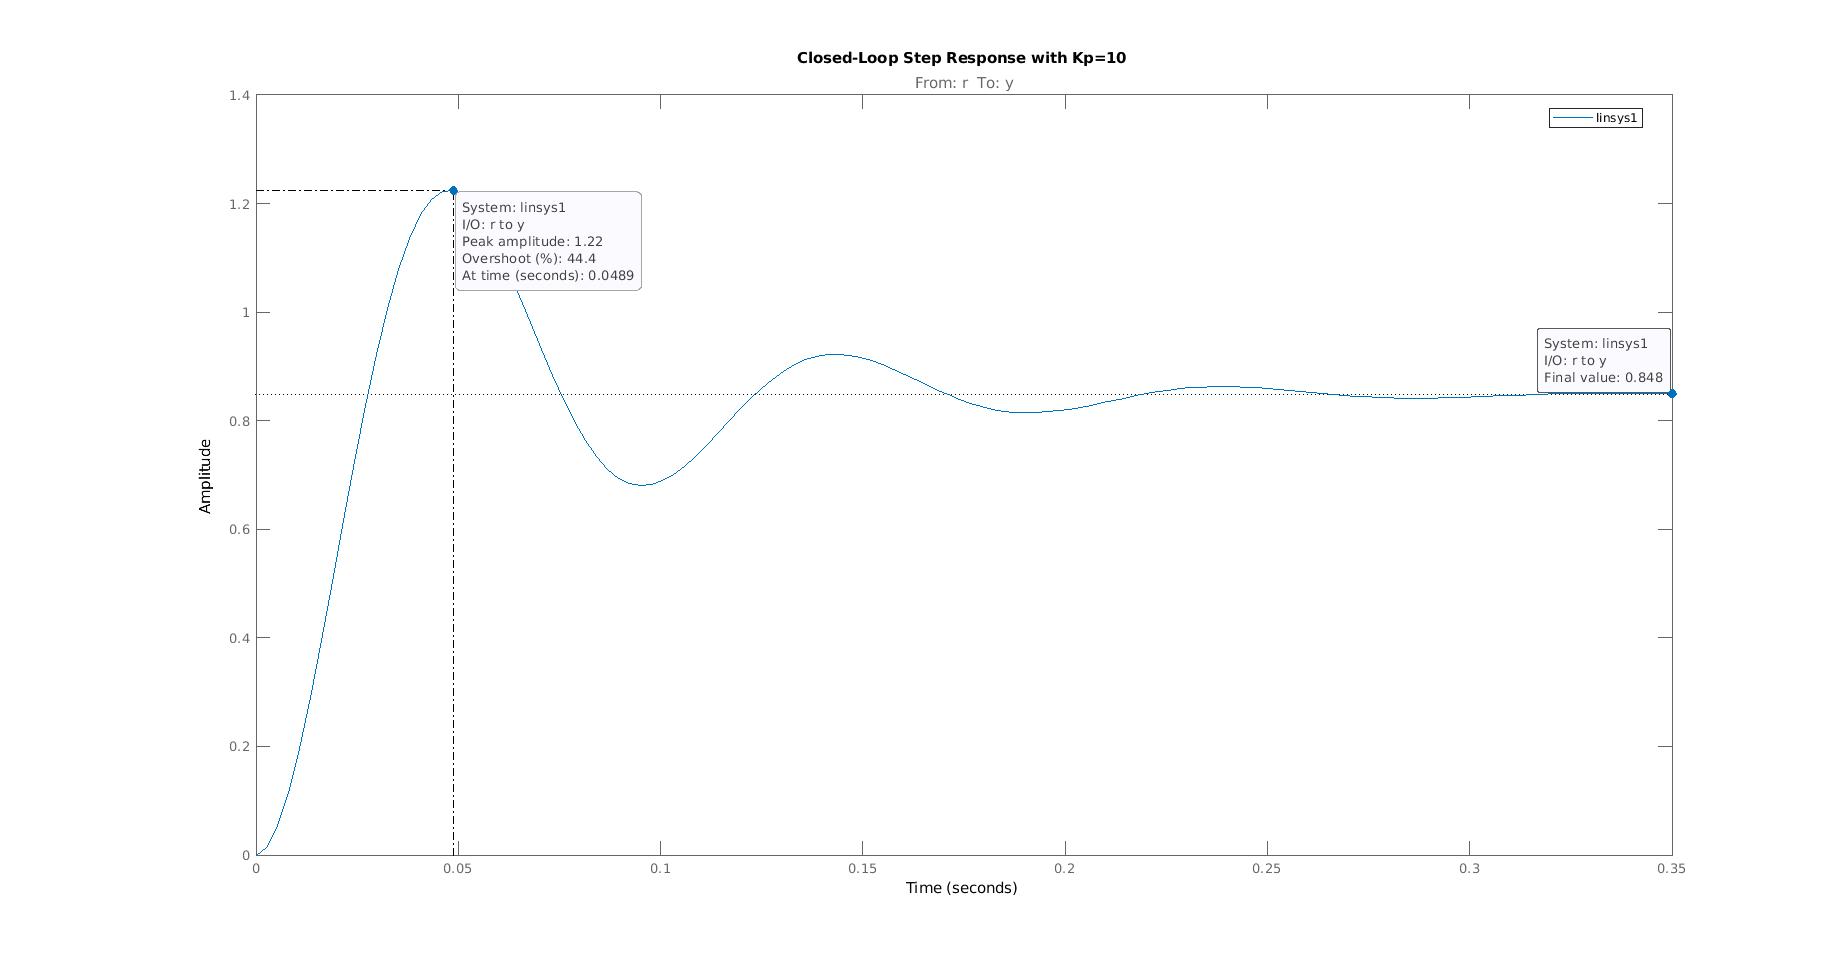 Closed-Loop Step Response with Kp=10
From: r  To: y
1.4
linsys1
1.2
System: linsys1
I/O: r to y
Peak amplitude: 1.22
Overshoot (%): 44.4
At time (seconds): 0.0489
1
System: linsys1
I/O: r to y
Final value: 0.848
0.8
Amplitude
0.6
0.4
0.2
0
0
0.05
0.1
0.15
0.2
0.25
0.3
0.35
Time (seconds)